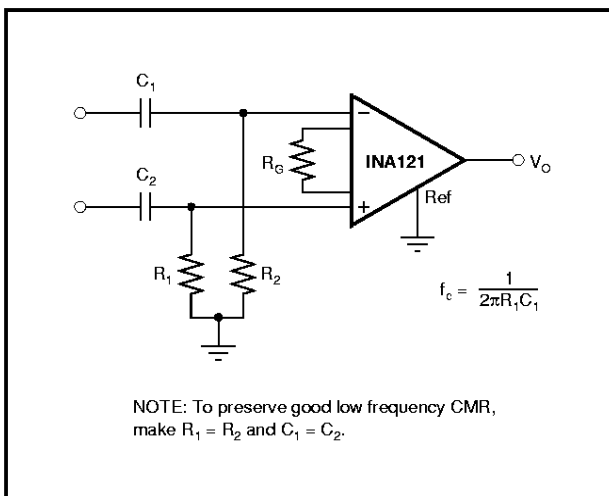 C1
C2
RG
−
INA121
+
VO
Ref
R1
R2
fc = 1 / 2πR1C1
NOTE: To preserve good low frequency CMR,
make R1 = R2 and C1 = C2.